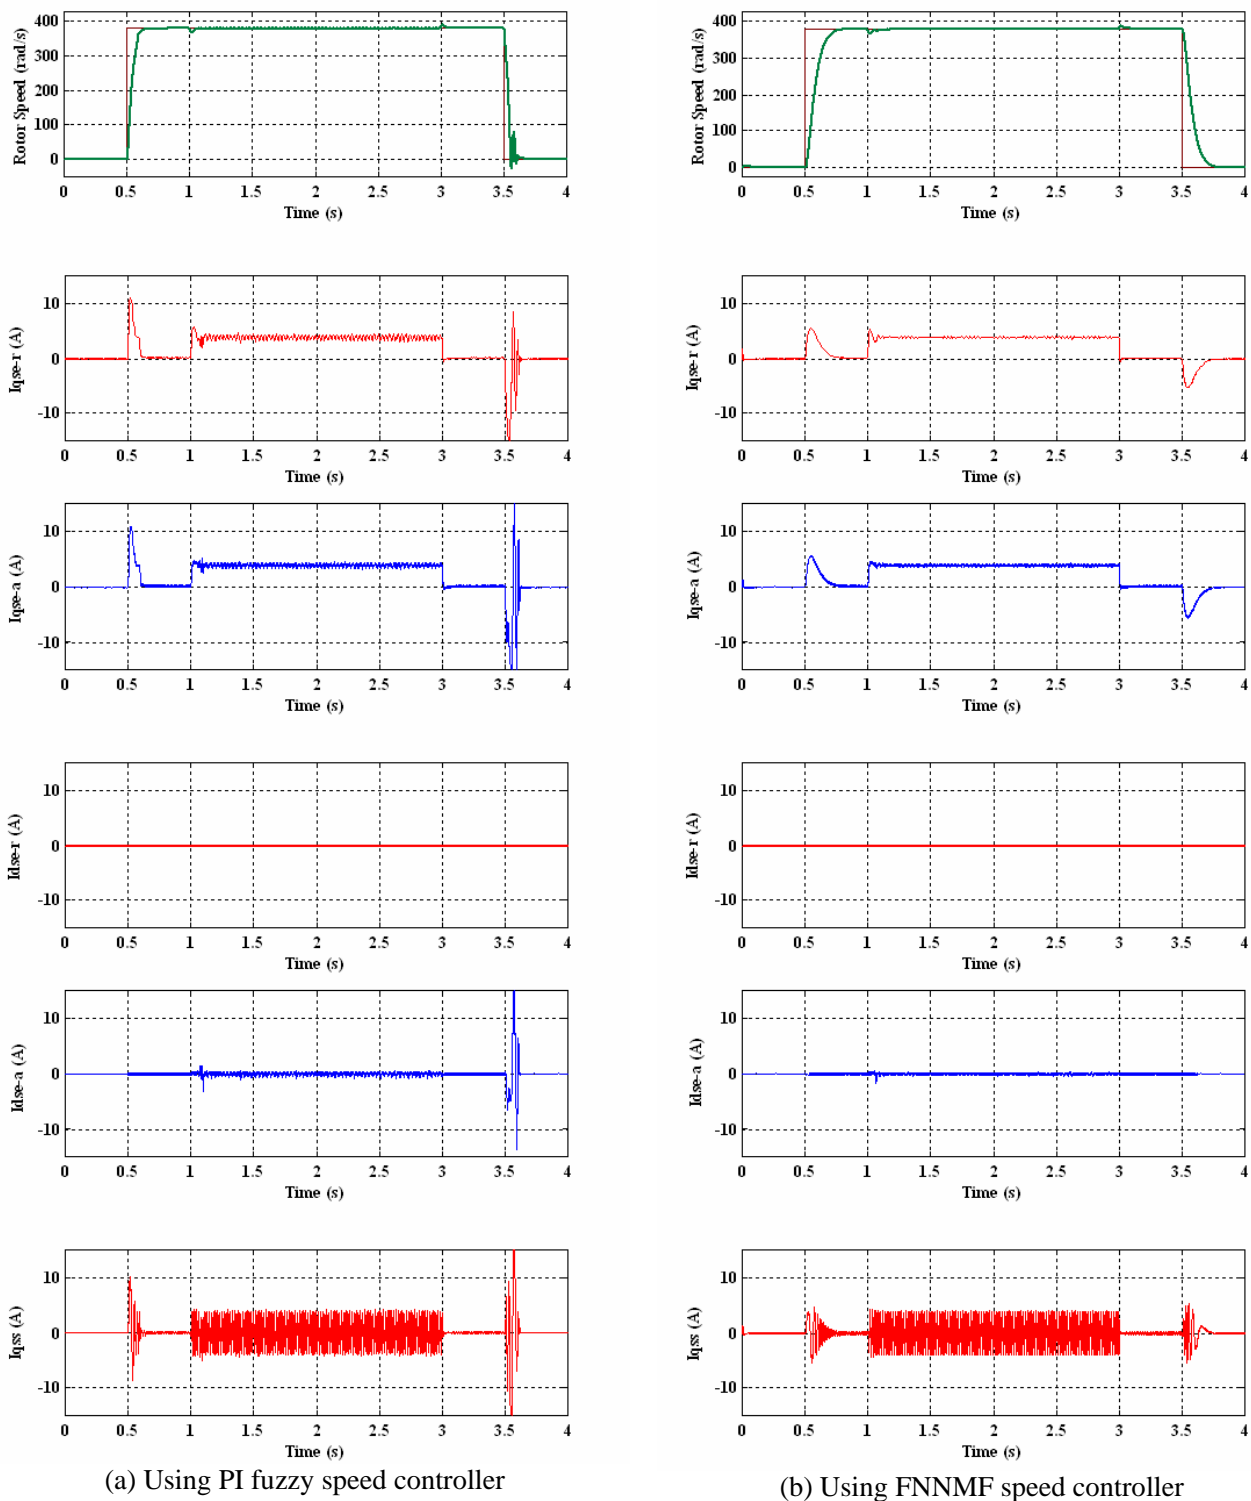 400
300
200
100
0
Rotor Speed (rad/s)
0 0.5 1 1.5 2 2.5 3 3.5 4
Time (s)
10
0
-10
Iqse-r (A)
0 0.5 1 1.5 2 2.5 3 3.5 4
Time (s)
10
0
-10
Iqse-a (A)
0 0.5 1 1.5 2 2.5 3 3.5 4
Time (s)
10
0
-10
Idse-r (A)
0 0.5 1 1.5 2 2.5 3 3.5 4
Time (s)
10
0
-10
Idse-a (A)
0 0.5 1 1.5 2 2.5 3 3.5 4
Time (s)
10
0
-10
Iqss (A)
0 0.5 1 1.5 2 2.5 3 3.5 4
Time (s)
(a) Using PI fuzzy speed controller
400
300
200
100
0
Rotor Speed (rad/s)
0 0.5 1 1.5 2 2.5 3 3.5 4
Time (s)
10
0
-10
Iqse-r (A)
0 0.5 1 1.5 2 2.5 3 3.5 4
Time (s)
10
0
-10
Iqse-a (A)
0 0.5 1 1.5 2 2.5 3 3.5 4
Time (s)
10
0
-10
Idse-r (A)
0 0.5 1 1.5 2 2.5 3 3.5 4
Time (s)
10
0
-10
Idse-a (A)
0 0.5 1 1.5 2 2.5 3 3.5 4
Time (s)
10
0
-10
Iqss (A)
0 0.5 1 1.5 2 2.5 3 3.5 4
Time (s)
(b) Using FNNMF speed controller